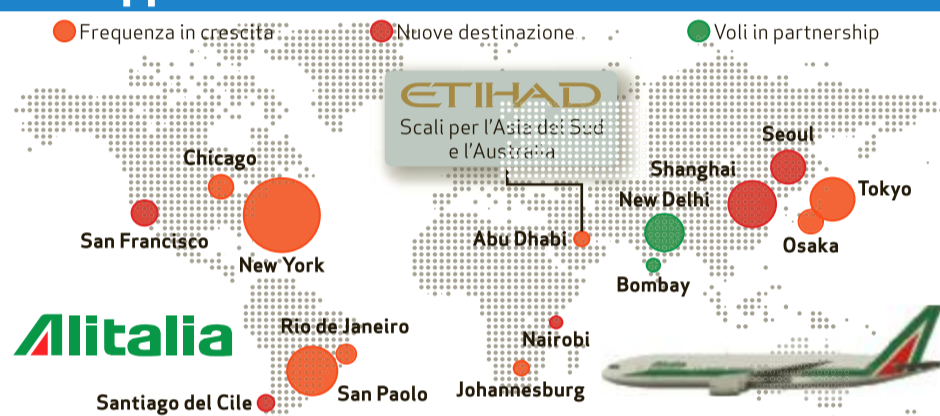 Frequenza in crescita
Nuove destinazione
Voli in partnership
ETIHAD
Scali per l'Asia del Sud
e l'Australia
Seoul
Chicago
Shanghai
Tokyo
New Delhi
San Francisco
Abu Dhabi
Osaka
New York
Bombay
Alitalia
Rio de Janeiro
Nairobi
San Paolo
Johannesburg
Santiago del Cile